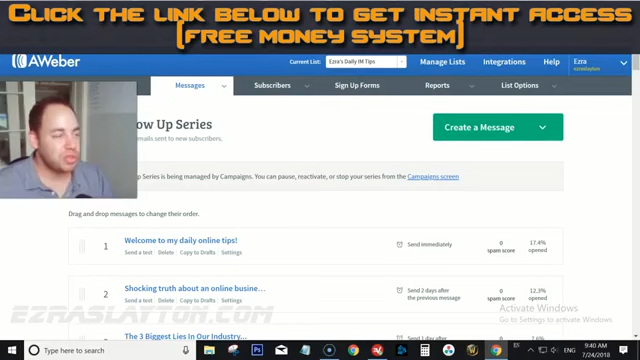 CLICK THE LINK BELOW TO GET INSTANT ACCESS
(FREE MONEY SYSTEM)
AWeber
Current List: Ezra's Daily IM Tips
Manage Lists Integrations Help Ezra
ezraslayton
Messages Subscribers Sign Up Forms Reports List Options
ow Up Series
Create a Message
emails sent to new subscribers.
p Series is being managed by Campaigns. You can pause, reactivate, or stop your series from the Campaigns screen
Drag and drop messages to change their order.
1 Welcome to my daily online tips! Send immediately 0 17.4%
spam score opened
Send a test Delete Copy to Drafts Settings
2 Shocking truth about an online busine... Send 2 days after 0 12.3%
the previous message spam score opened
Send a test Delete Copy to Drafts Settings
EZRASLAYTON.COM
Activate Windows
Go to Settings to activate Windows.
The 3 Biggest Lies In Our Industry...
Type here to search
ENG
9:40 AM
7/24/2018